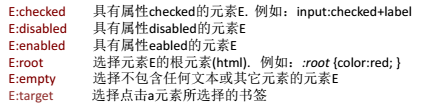 E:checked 具有属性checked的元素E. 例如：input:checked+label
E:disabled 具有属性disabled的元素E
E:enabled 具有属性eabled的元素E
E:root 选择元素E的根元素(html). 例如：:root {color:red; }
E:empty 选择不包含任何文本或其它元素的元素E
E:target 选择点击a元素所选择的书签